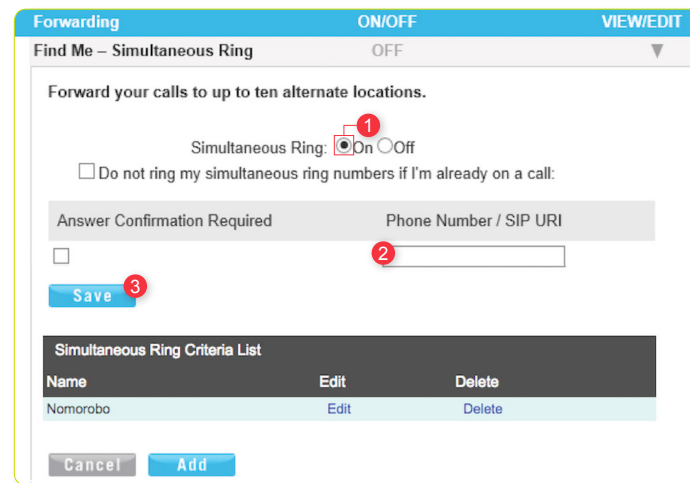 Forwarding ON/OFF VIEW/EDIT
Find Me – Simultaneous Ring OFF
Forward your calls to up to ten alternate locations.
1
Simultaneous Ring: On Off
Do not ring my simultaneous ring numbers if I'm already on a call:
Answer Confirmation Required Phone Number / SIP URI
2
Save 3
Simultaneous Ring Criteria List
Name Edit Delete
Nomorobo Edit Delete
Cancel Add